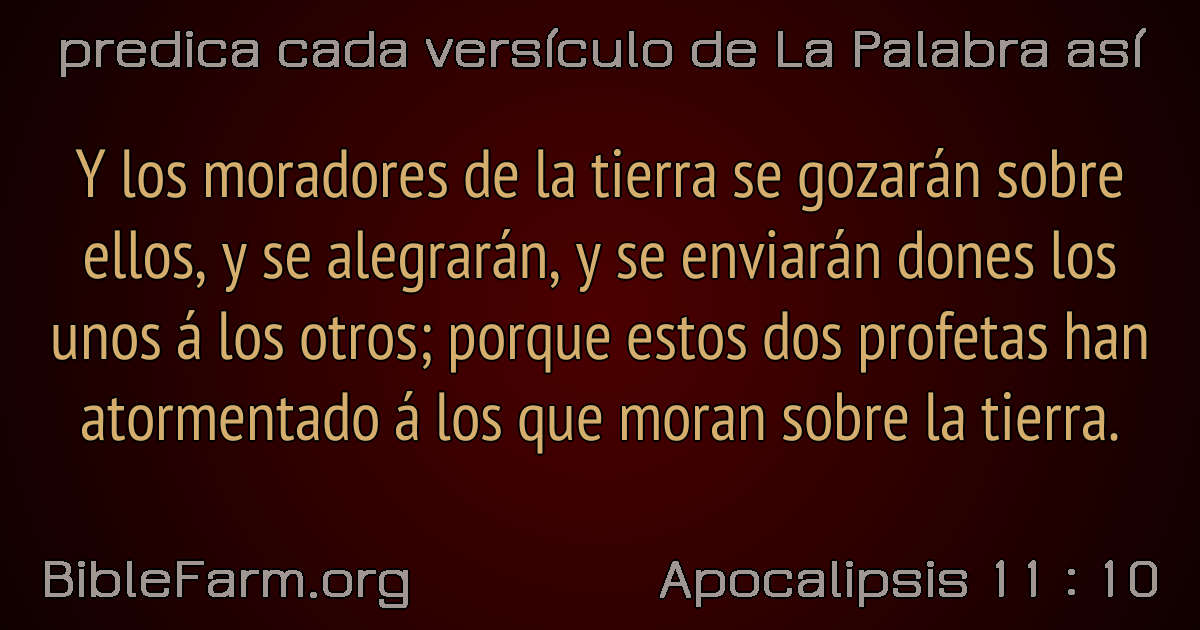 predica cada versículo de La Palabra así
Y los moradores de la tierra se gozarán sobre
ellos, y se alegrarán, y se enviarán dones los
unos á los otros; porque estos dos profetas han
atormentado á los que moran sobre la tierra.
BibleFarm.org
Apocalipsis 11 : 10